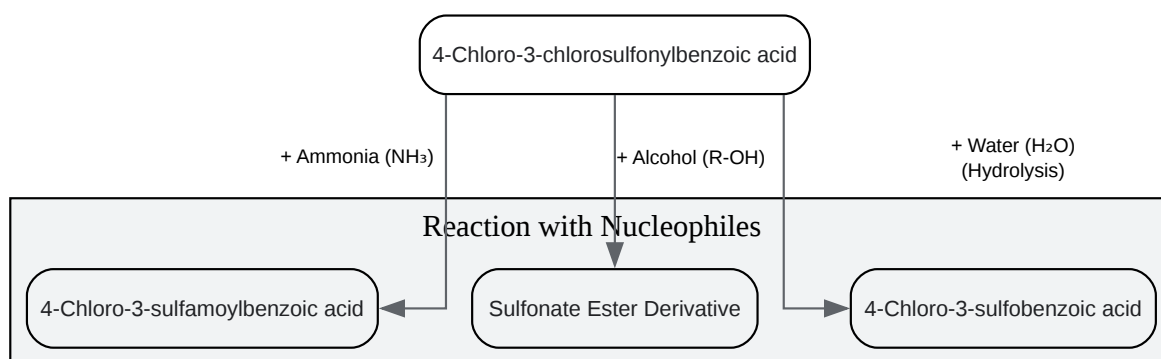 4-Chloro-3-chlorosulfonylbenzoic acid
+ Ammonia (NH₃)
+ Alcohol (R-OH)
+ Water (H₂O)
(Hydrolysis)
Reaction with Nucleophiles
4-Chloro-3-sulfamoylbenzoic acid
Sulfonate Ester Derivative
4-Chloro-3-sulfobenzoic acid